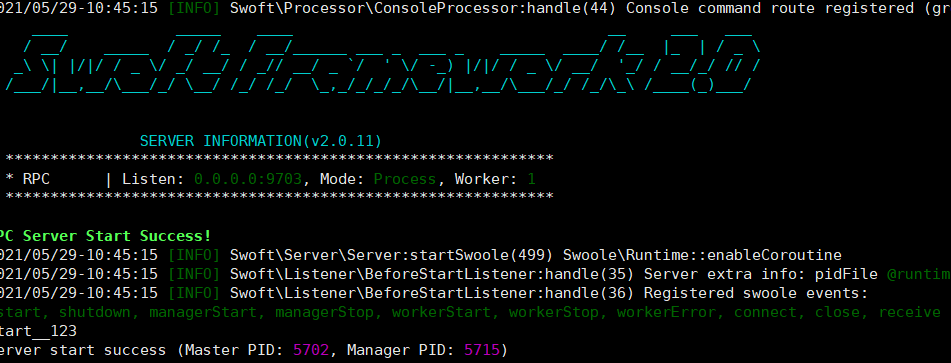 021/05/29-10:45:15 [INFO] Swoft\Processor\ConsoleProcessor:handle(44) Console command route registered (gr
Swoft Framework 2.0
SERVER INFORMATION(v2.0.11)
*************************************************************
* RPC | Listen: 0.0.0.0:9703, Mode: Process, Worker: 1
*************************************************************
PC Server Start Success!
021/05/29-10:45:15 [INFO] Swoft\Server\Server:startSwoole(499) Swoole\Runtime::enableCoroutine
021/05/29-10:45:15 [INFO] Swoft\Listener\BeforeStartListener:handle(35) Server extra info: pidFile @runtim
021/05/29-10:45:15 [INFO] Swoft\Listener\BeforeStartListener:handle(36) Registered swoole events:
start, shutdown, managerStart, managerStop, workerStart, workerStop, workerError, connect, close, receive
tart__123
erver start success (Master PID: 5702, Manager PID: 5715)